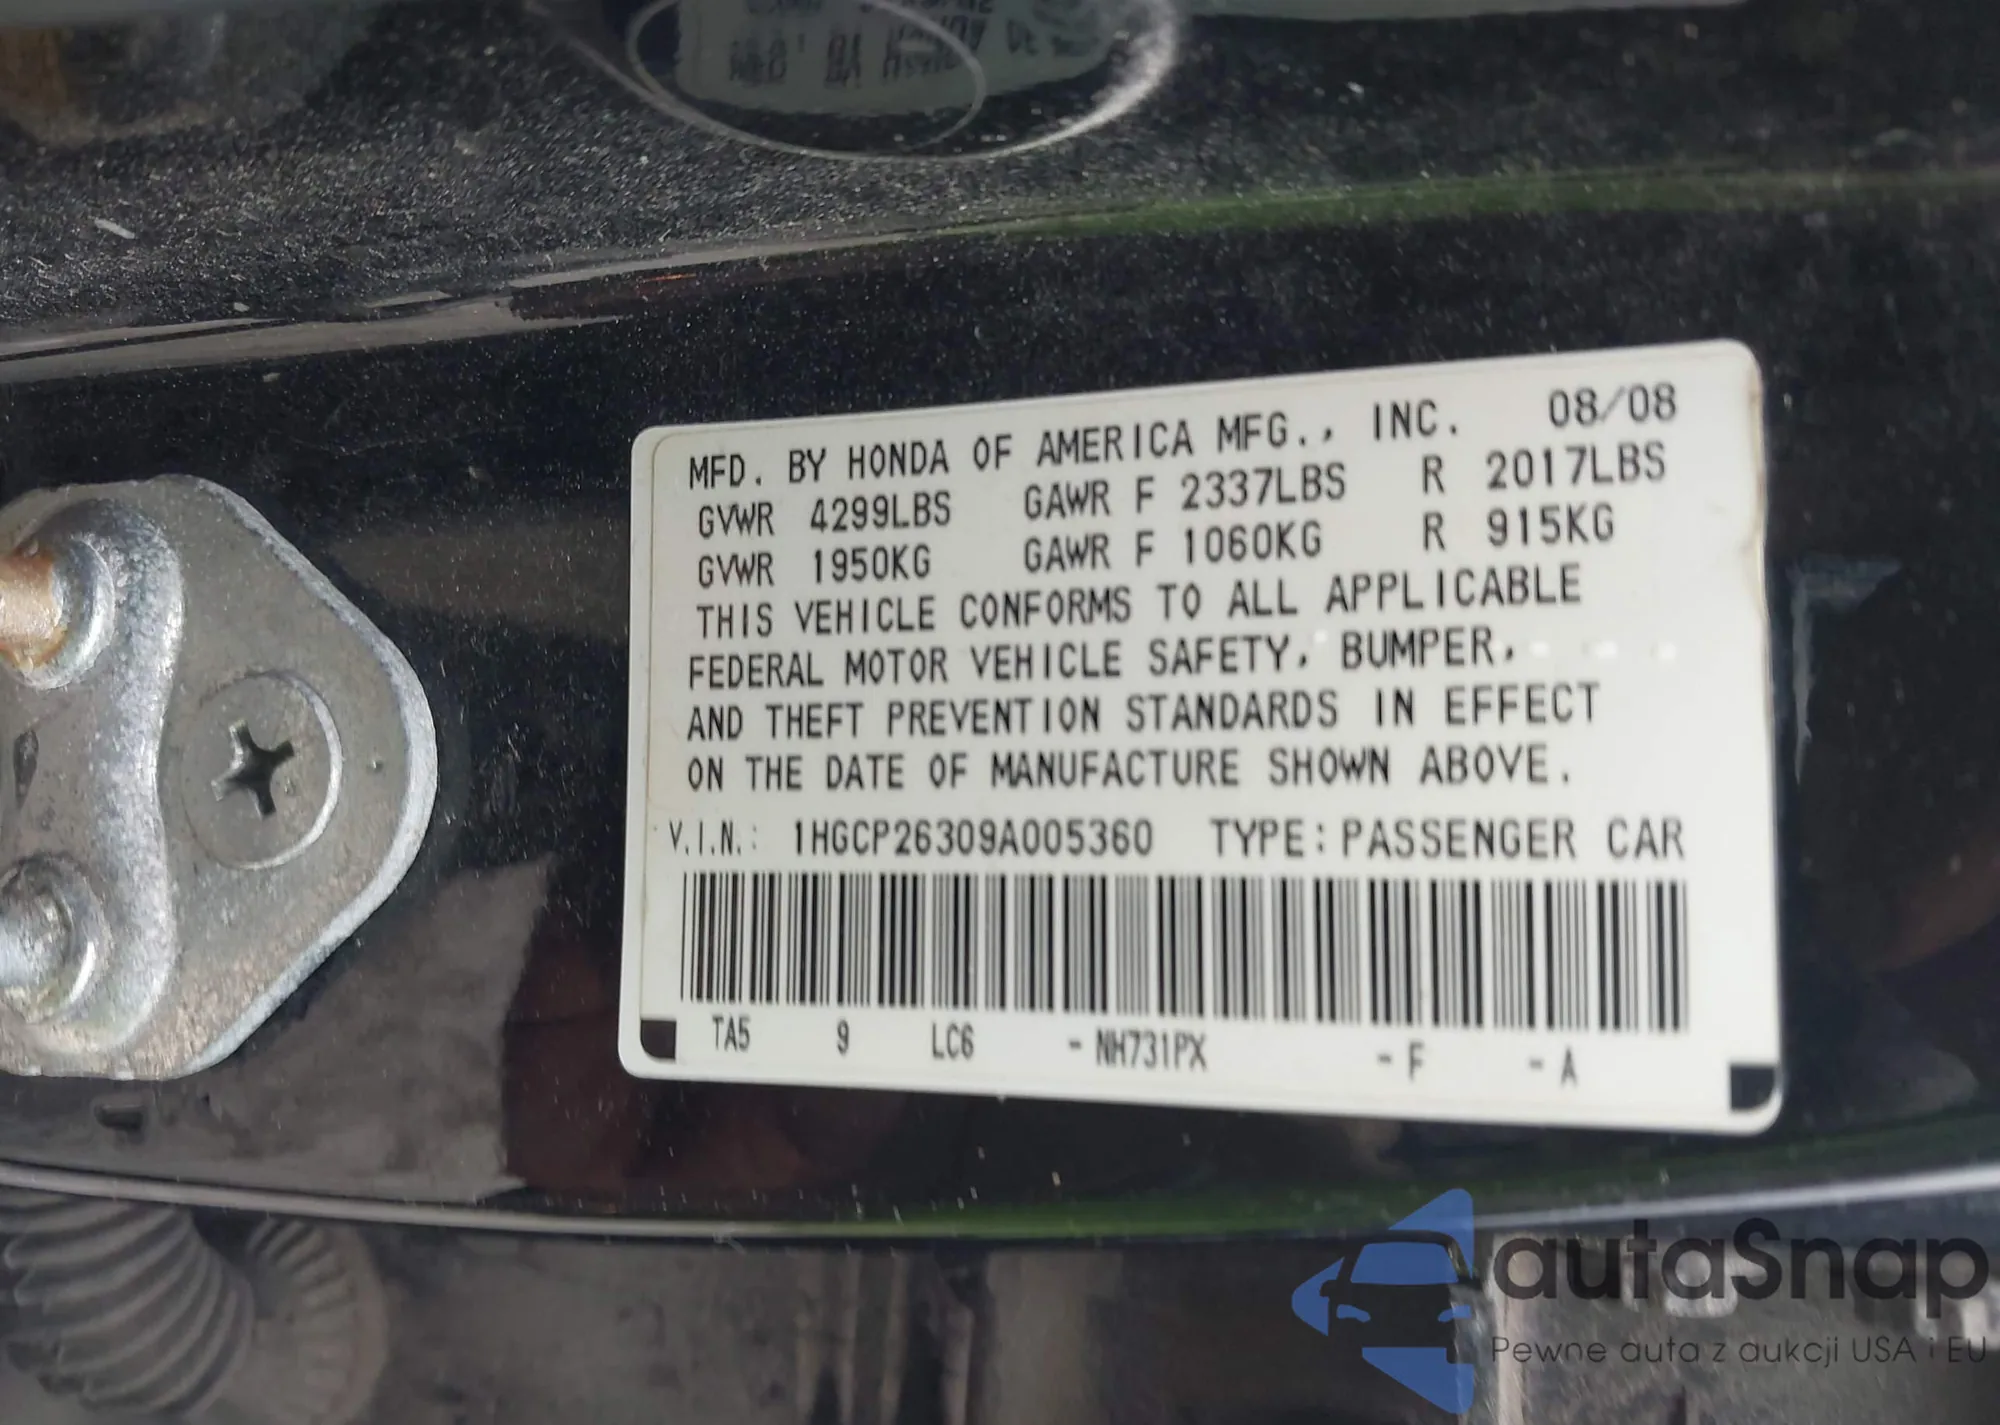 MFD. BY HONDA OF AMERICA MFG., INC. 08/08
GVWR 4299LBS GAWR F 2337LBS R 2017LBS
GVWR 1950KG GAWR F 1060KG R 915KG
THIS VEHICLE CONFORMS TO ALL APPLICABLE
FEDERAL MOTOR VEHICLE SAFETY, BUMPER,
AND THEFT PREVENTION STANDARDS IN EFFECT
ON THE DATE OF MANUFACTURE SHOWN ABOVE.
V.I.N.: 1HGCP26309A005360 TYPE: PASSENGER CAR
TA5 9 LC6 -NH731PX -F -A
autaSnap
Pewne auta z aukcji USA i EU